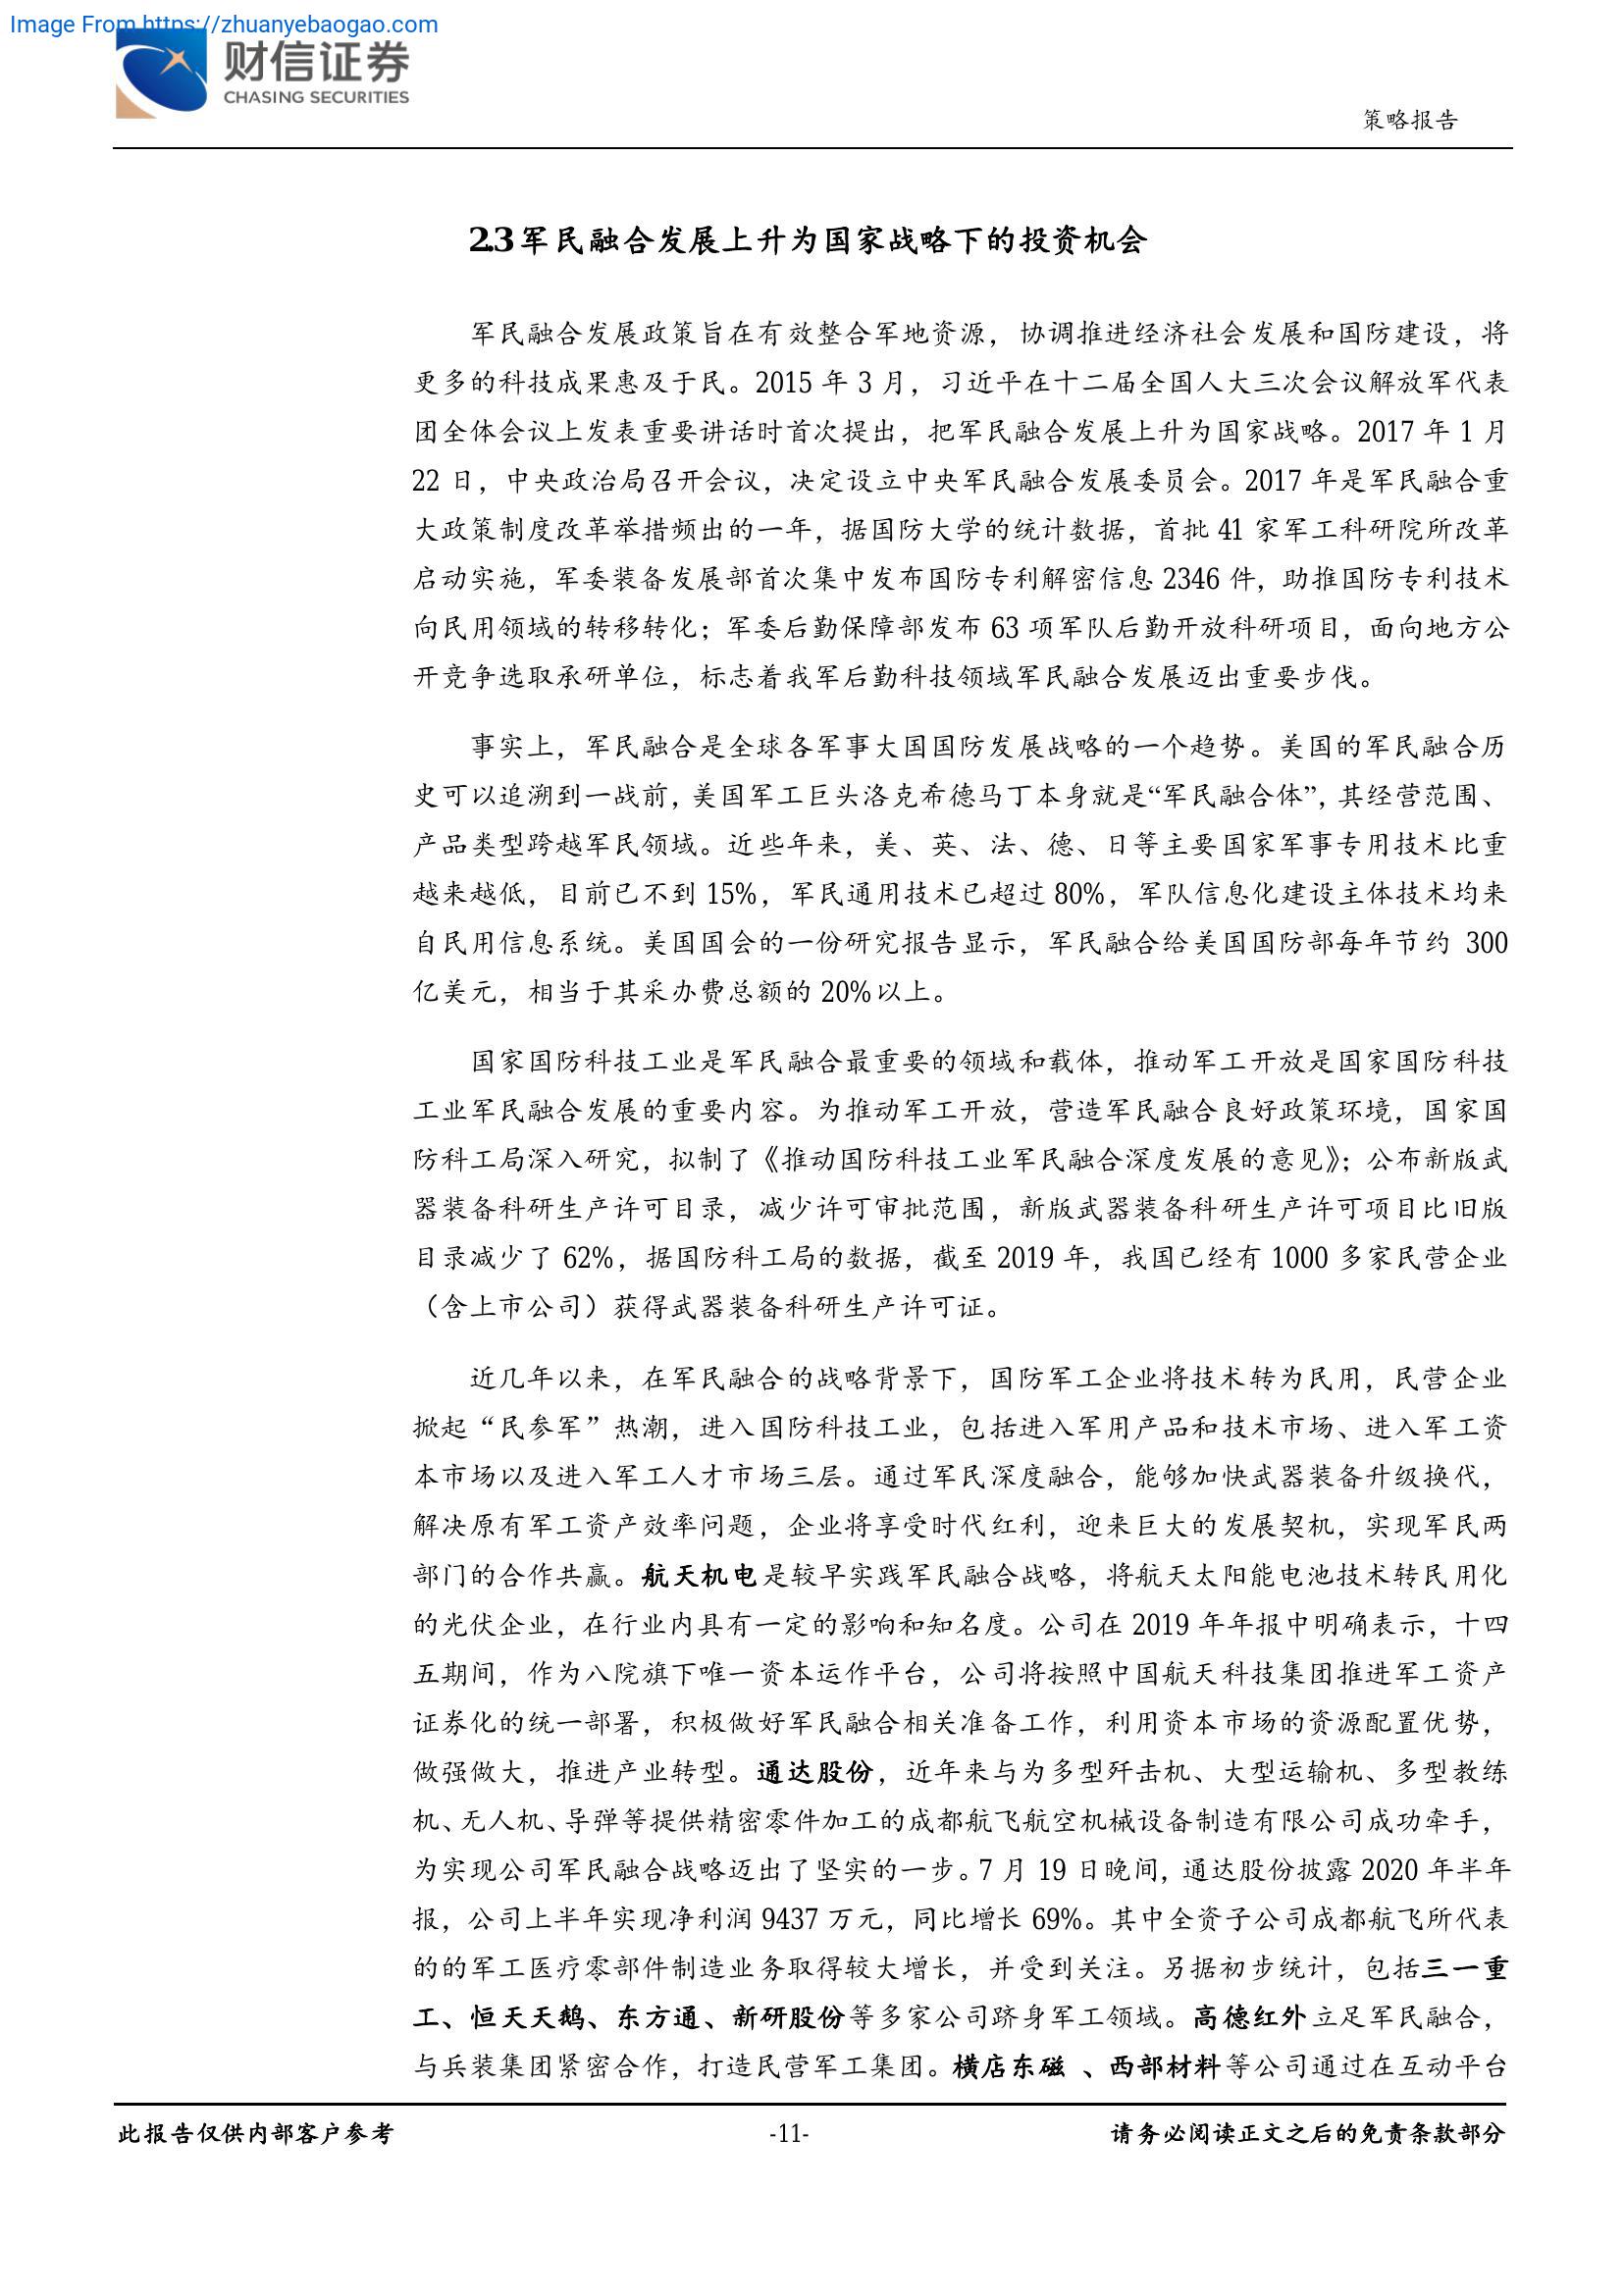 Image From https://zhuanyebaogao.com
财信证券
CHASING SECURITIES
策略报告
2.3 军民融合发展上升为国家战略下的投资机会
军民融合发展政策旨在有效整合军地资源，协调推进经济社会发展和国防建设，将
更多的科技成果惠及于民。2015 年 3 月，习近平在十二届全国人大三次会议解放军代表
团全体会议上发表重要讲话时首次提出，把军民融合发展上升为国家战略。2017 年 1 月
22 日，中央政治局召开会议，决定设立中央军民融合发展委员会。2017 年是军民融合重
大政策制度改革举措频出的一年，据国防大学的统计数据，首批 41 家军工科研院所改革
启动实施，军委装备发展部首次集中发布国防专利解密信息 2346 件，助推国防专利技术
向民用领域的转移转化；军委后勤保障部发布 63 项军队后勤开放科研项目，面向地方公
开竞争选取承研单位，标志着我军后勤科技领域军民融合发展迈出重要步伐。
事实上，军民融合是全球各军事大国国防发展战略的一个趋势。美国的军民融合历
史可以追溯到一战前，美国军工巨头洛克希德马丁本身就是“军民融合体”，其经营范围、
产品类型跨越军民领域。近些年来，美、英、法、德、日等主要国家军事专用技术比重
越来越低，目前已不到 15%，军民通用技术已超过 80%，军队信息化建设主体技术均来
自民用信息系统。美国国会的一份研究报告显示，军民融合给美国国防部每年节约 300
亿美元，相当于其采办费总额的 20%以上。
国家国防科技工业是军民融合最重要的领域和载体，推动军工开放是国家国防科技
工业军民融合发展的重要内容。为推动军工开放，营造军民融合良好政策环境，国家国
防科工局深入研究，拟制了《推动国防科技工业军民融合深度发展的意见》；公布新版武
器装备科研生产许可目录，减少许可审批范围，新版武器装备科研生产许可项目比旧版
目录减少了 62%，据国防科工局的数据，截至 2019 年，我国已经有 1000 多家民营企业
（含上市公司）获得武器装备科研生产许可证。
近几年以来，在军民融合的战略背景下，国防军工企业将技术转为民用，民营企业
掀起“民参军”热潮，进入国防科技工业，包括进入军用产品和技术市场、进入军工资
本市场以及进入军工人才市场三层。通过军民深度融合，能够加快武器装备升级换代，
解决原有军工资产效率问题，企业将享受时代红利，迎来巨大的发展契机，实现军民两
部门的合作共赢。航天机电是较早实践军民融合战略，将航天太阳能电池技术转民用化
的光伏企业，在行业内具有一定的影响和知名度。公司在 2019 年年报中明确表示，十四
五期间，作为八院旗下唯一资本运作平台，公司将按照中国航天科技集团推进军工资产
证券化的统一部署，积极做好军民融合相关准备工作，利用资本市场的资源配置优势，
做强做大，推进产业转型。通达股份，近年来与为多型歼击机、大型运输机、多型教练
机、无人机、导弹等提供精密零件加工的成都航飞航空机械设备制造有限公司成功牵手，
为实现公司军民融合战略迈出了坚实的一步。7 月 19 日晚间，通达股份披露 2020 年半年
报，公司上半年实现净利润 9437 万元，同比增长 69%。其中全资子公司成都航飞所代表
的的军工医疗零部件制造业务取得较大增长，并受到关注。另据初步统计，包括三一重
工、恒天天鹅、东方通、新研股份等多家公司跻身军工领域。高德红外立足军民融合，
与兵装集团紧密合作，打造民营军工集团。横店东磁 、西部材料等公司通过在互动平台
此报告仅供内部客户参考
-11-
请务必阅读正文之后的免责条款部分